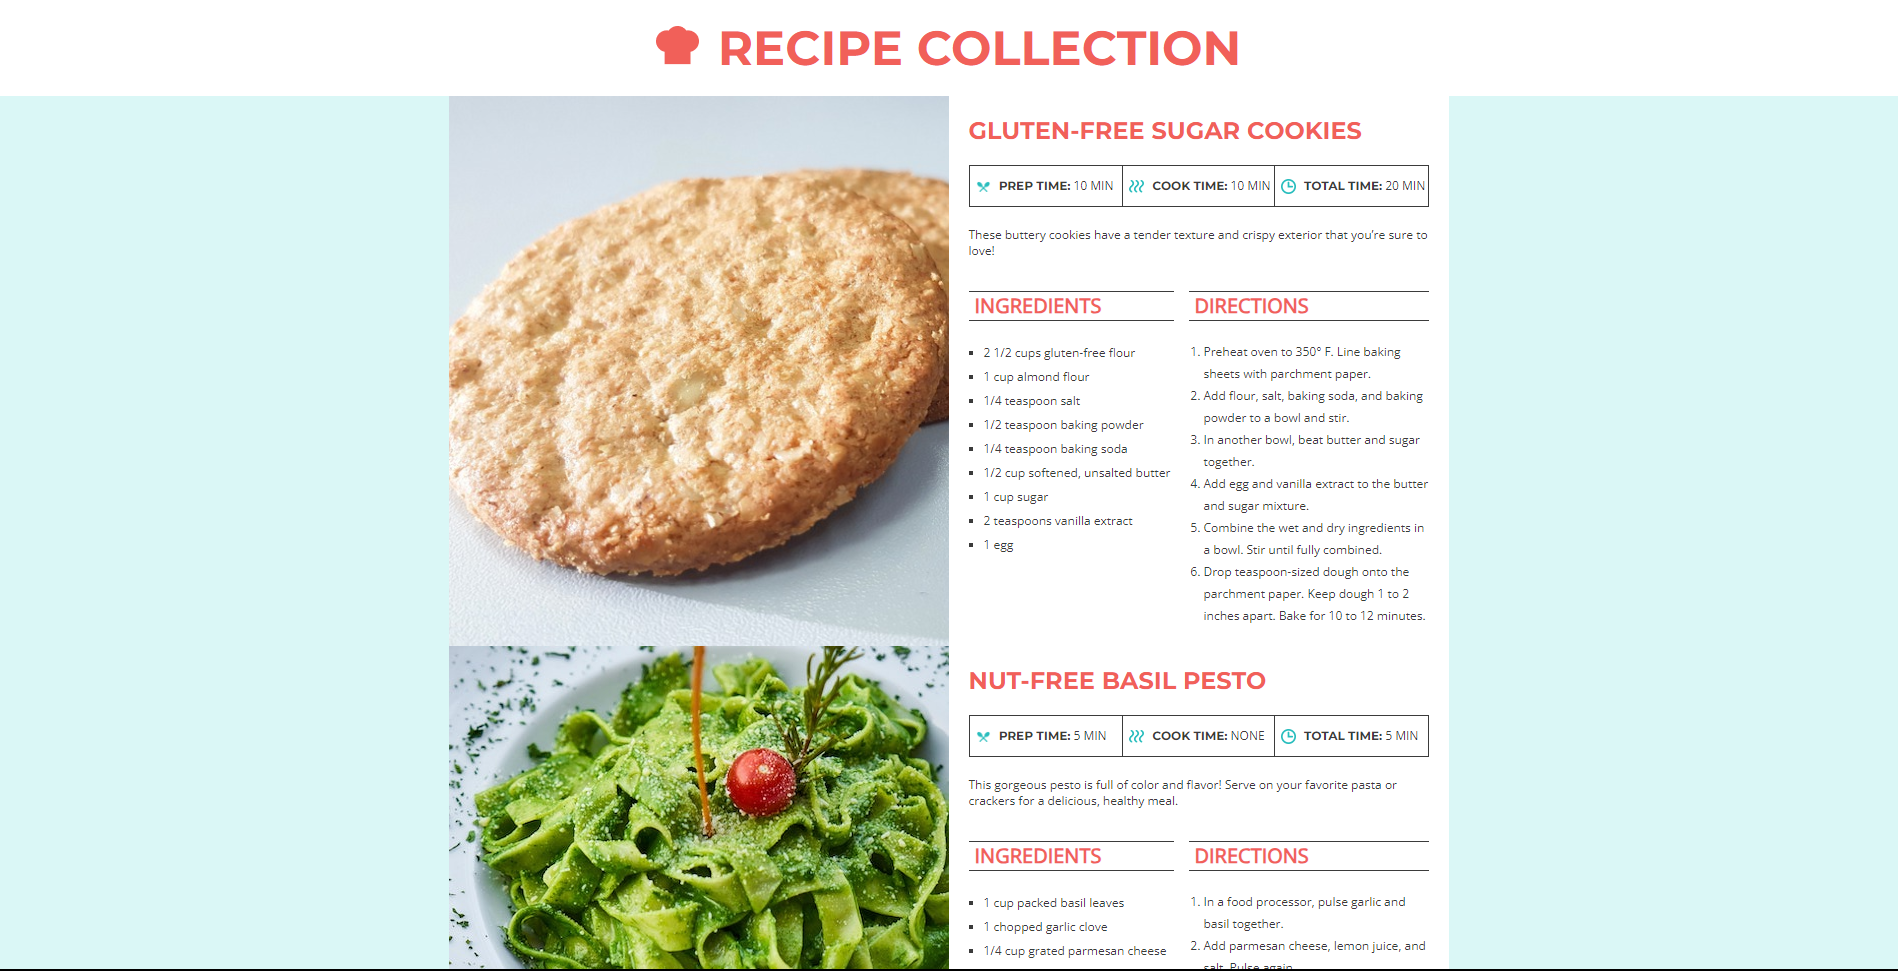 RECIPE COLLECTION
GLUTEN-FREE SUGAR COOKIES
PREP TIME: 10 MIN COOK TIME: 10 MIN TOTAL TIME: 20 MIN
These buttery cookies have a tender texture and crispy exterior that you’re sure to
love!
INGREDIENTS
2 1/2 cups gluten-free flour
1 cup almond flour
1/4 teaspoon salt
1/2 teaspoon baking powder
1/4 teaspoon baking soda
1/2 cup softened, unsalted butter
1 cup sugar
2 teaspoons vanilla extract
1 egg
DIRECTIONS
1. Preheat oven to 350° F. Line baking
sheets with parchment paper.
2. Add flour, salt, baking soda, and baking
powder to a bowl and stir.
3. In another bowl, beat butter and sugar
together.
4. Add egg and vanilla extract to the butter
and sugar mixture.
5. Combine the wet and dry ingredients in
a bowl. Stir until fully combined.
6. Drop teaspoon-sized dough onto the
parchment paper. Keep dough 1 to 2
inches apart. Bake for 10 to 12 minutes.
NUT-FREE BASIL PESTO
PREP TIME: 5 MIN COOK TIME: NONE TOTAL TIME: 5 MIN
This gorgeous pesto is full of color and flavor! Serve on your favorite pasta or
crackers for a delicious, healthy meal.
INGREDIENTS
1 cup packed basil leaves
1 chopped garlic clove
1/4 cup grated parmesan cheese
DIRECTIONS
1. In a food processor, pulse garlic and
basil together.
2. Add parmesan cheese, lemon juice, and
salt. Pulse again.